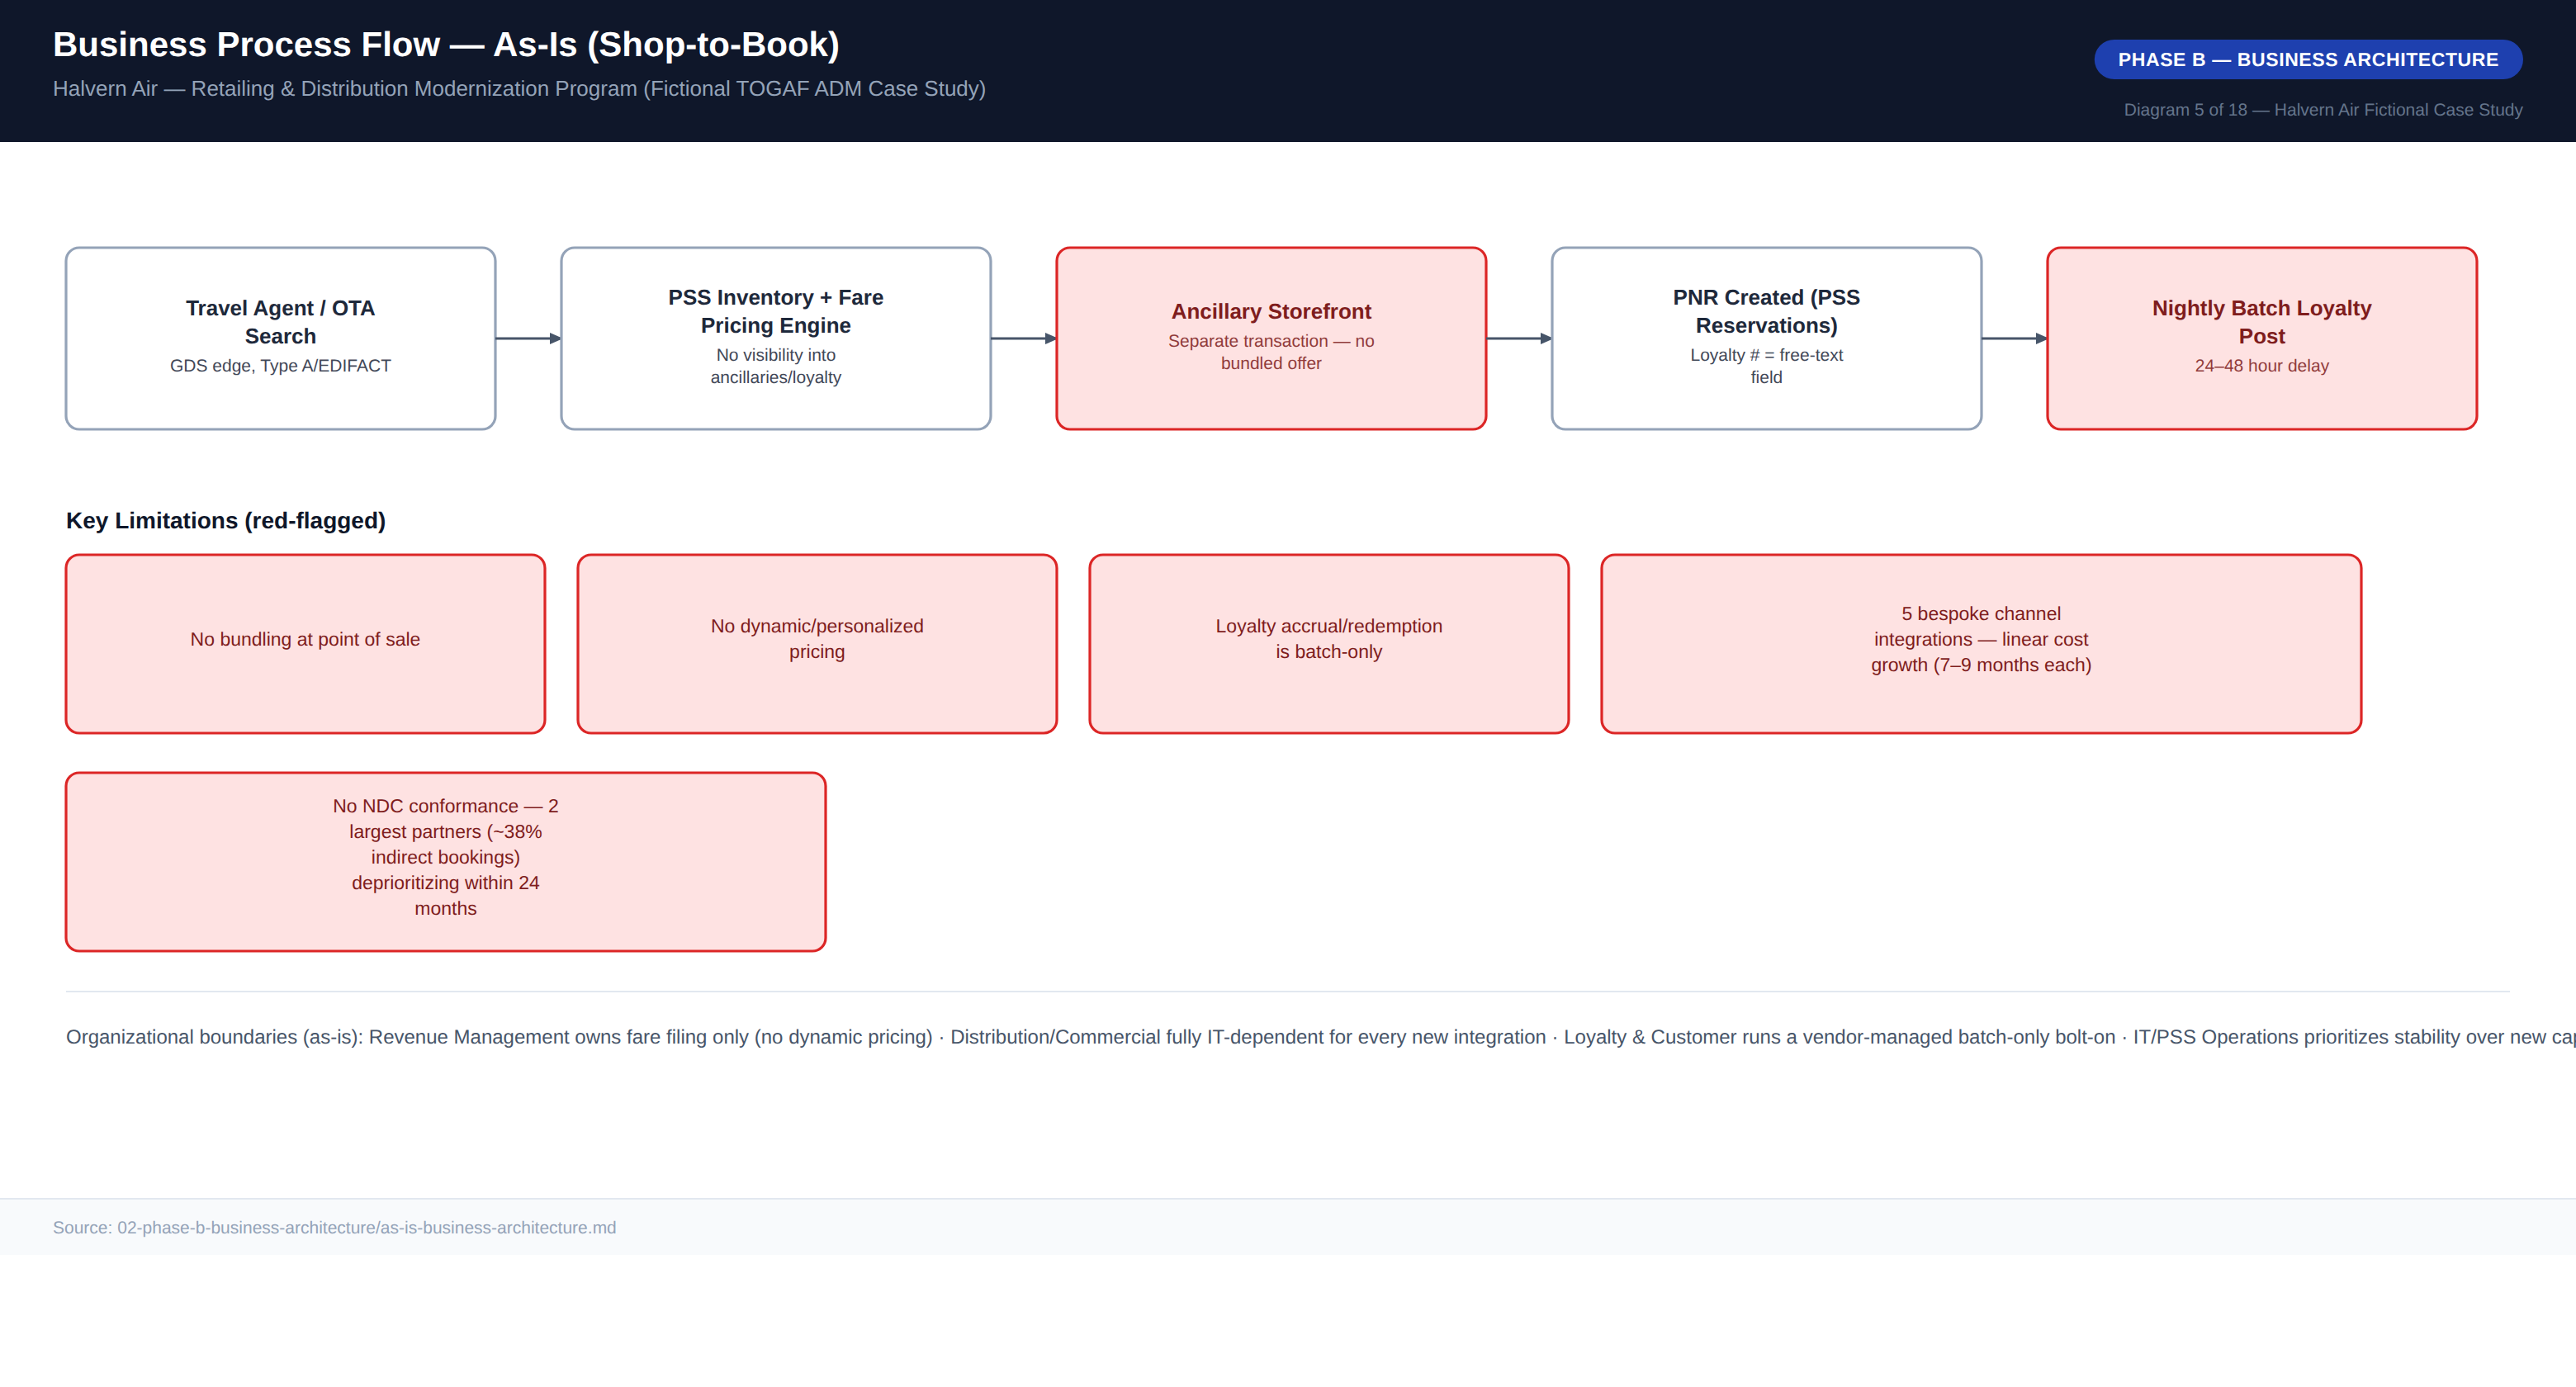 Business Process Flow — As-Is (Shop-to-Book)
Halvern Air — Retailing & Distribution Modernization Program (Fictional TOGAF ADM Case Study)
PHASE B — BUSINESS ARCHITECTURE
Diagram 5 of 18 — Halvern Air Fictional Case Study
Travel Agent / OTA
Search
GDS edge, Type A/EDIFACT
PSS Inventory + Fare
Pricing Engine
No visibility into
ancillaries/loyalty
Ancillary Storefront
Separate transaction — no
bundled offer
PNR Created (PSS
Reservations)
Loyalty # = free-text
field
Nightly Batch Loyalty
Post
24–48 hour delay
Key Limitations (red-flagged)
No bundling at point of sale
No dynamic/personalized
pricing
Loyalty accrual/redemption
is batch-only
5 bespoke channel
integrations — linear cost
growth (7–9 months each)
No NDC conformance — 2
largest partners (~38%
indirect bookings)
deprioritizing within 24
months
Organizational boundaries (as-is): Revenue Management owns fare filing only (no dynamic pricing) · Distribution/Commercial fully IT-dependent for every new integration · Loyalty & Customer runs a vendor-managed batch-only bolt-on · IT/PSS Operations prioritizes stability over new
Source: 02-phase-b-business-architecture/as-is-business-architecture.md